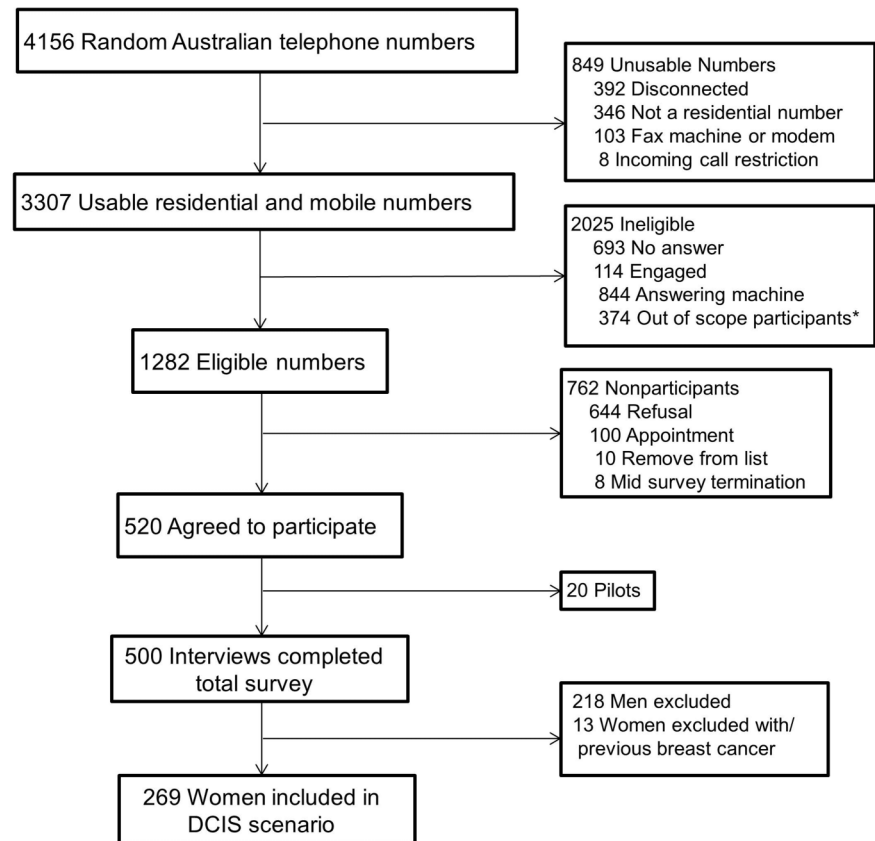 4156 Random Australian telephone numbers
849 Unusable Numbers
392 Disconnected
346 Not a residential number
103 Fax machine or modem
8 Incoming call restriction
3307 Usable residential and mobile numbers
2025 Ineligible
693 No answer
114 Engaged
844 Answering machine
374 Out of scope participants*
1282 Eligible numbers
762 Nonparticipants
644 Refusal
100 Appointment
10 Remove from list
8 Mid survey termination
520 Agreed to participate
20 Pilots
500 Interviews completed
total survey
218 Men excluded
13 Women excluded with/
previous breast cancer
269 Women included in
DCIS scenario